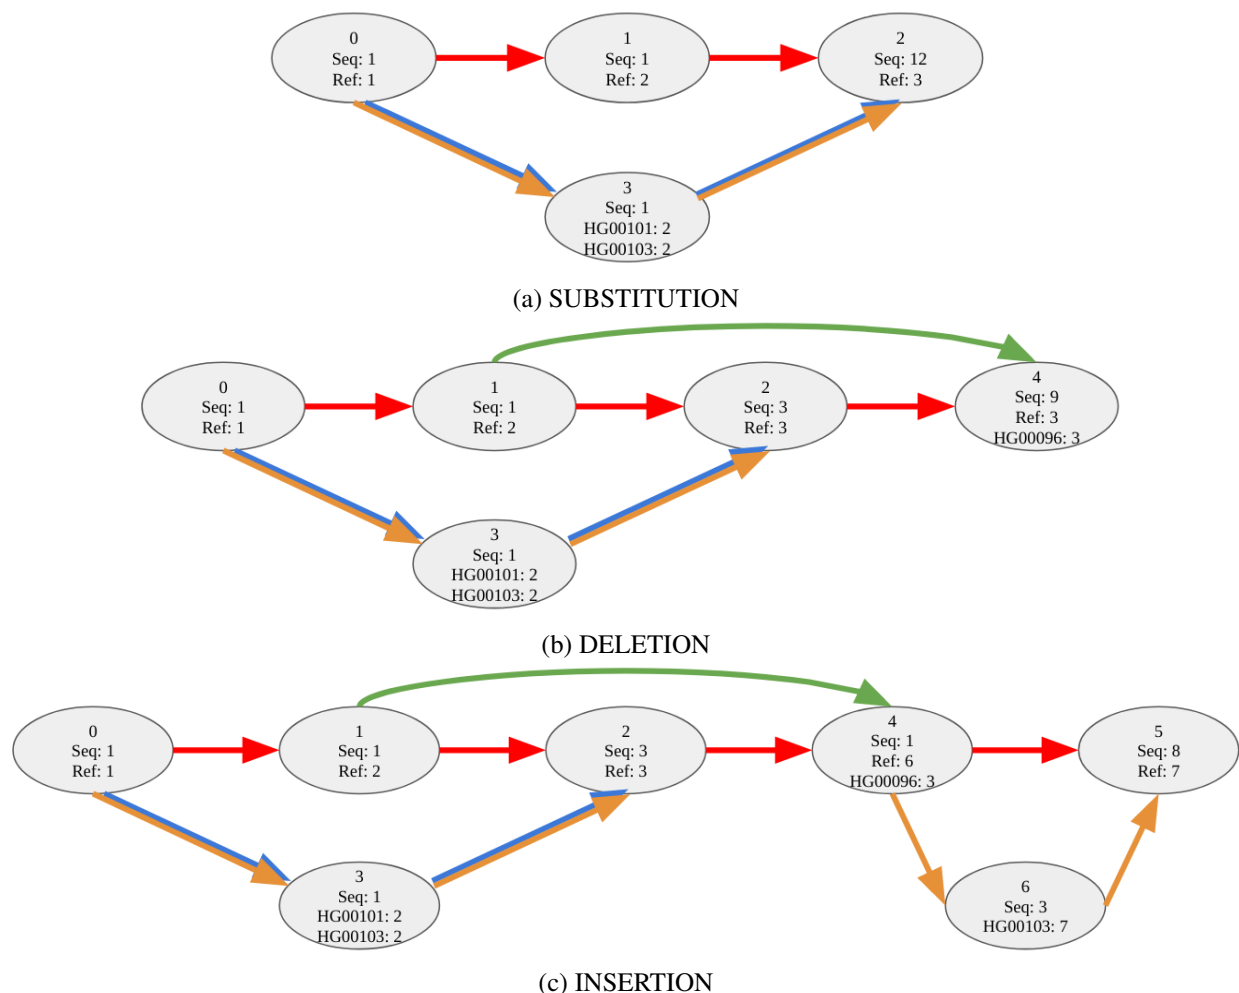 0
Seq: 1
Ref: 1
1
Seq: 1
Ref: 2
2
Seq: 12
Ref: 3
3
Seq: 1
HG00101: 2
HG00103: 2
(a) SUBSTITUTION
0
Seq: 1
Ref: 1
1
Seq: 1
Ref: 2
2
Seq: 3
Ref: 3
4
Seq: 9
Ref: 3
HG00096: 3
3
Seq: 1
HG00101: 2
HG00103: 2
(b) DELETION
0
Seq: 1
Ref: 1
1
Seq: 1
Ref: 2
2
Seq: 3
Ref: 3
4
Seq: 1
Ref: 6
HG00096: 3
5
Seq: 8
Ref: 7
3
Seq: 1
HG00101: 2
HG00103: 2
6
Seq: 3
HG00103: 7
(c) INSERTION